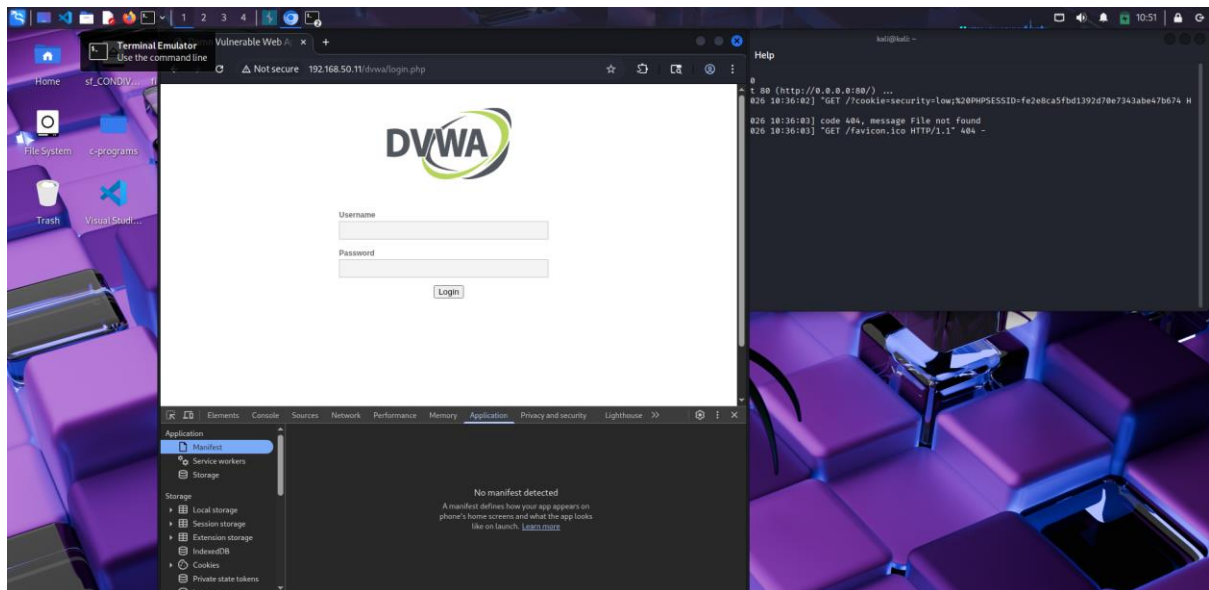 1 2 3 4
10:51
Terminal Emulator
Use the command line
Vulnerable Web A
Not secure 192.168.50.11/dvwa/login.php
kali@kali: ~
Help
Home
sf_CONDIV...
File System
c-programs
Trash
Visual Studi...
DVWA
Username
Password
Login
0
t 80 (http://0.0.0.0:80/) ...
026 10:36:02] "GET /?cookie=security=low;%20PHPSESSID=fe2e8ca5fbd1392d70e7343abe47b674 H
026 10:36:03] code 404, message File not found
026 10:36:03] "GET /favicon.ico HTTP/1.1" 404 -
Elements Console Sources Network Performance Memory Application Privacy and security Lighthouse
Application
Manifest
Service workers
Storage
Storage
Local storage
Session storage
Extension storage
IndexedDB
Cookies
Private state tokens
No manifest detected
A manifest defines how your app appears on
phone's home screens and what the app looks
like on launch. Learn more